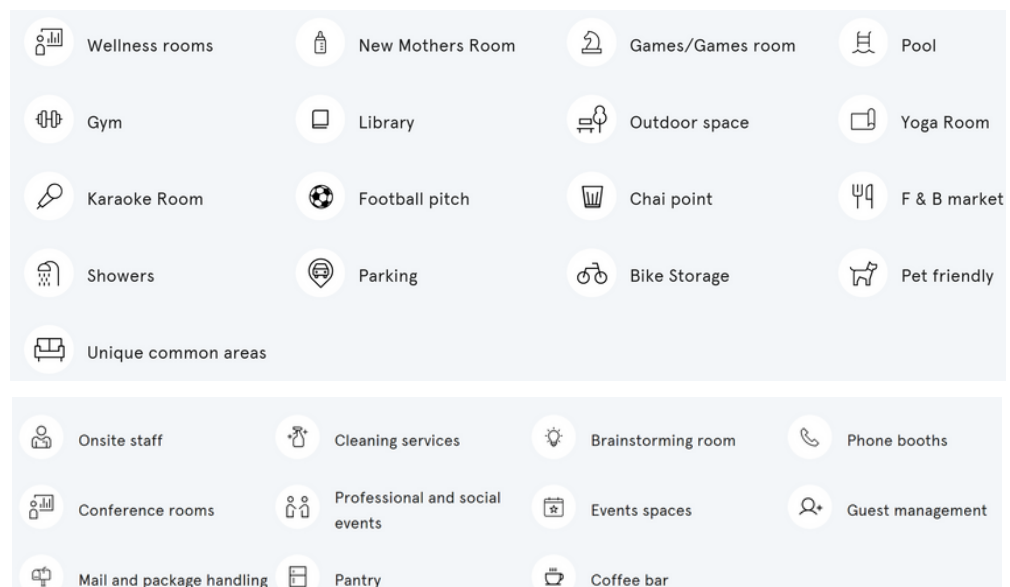 Wellness rooms
New Mothers Room
Games/Games room
Pool
Gym
Library
Outdoor space
Yoga Room
Karaoke Room
Football pitch
Chai point
F & B market
Showers
Parking
Bike Storage
Pet friendly
Unique common areas
Onsite staff
Cleaning services
Brainstorming room
Phone booths
Conference rooms
Professional and social
events
Events spaces
Guest management
Mail and package handling
Pantry
Coffee bar